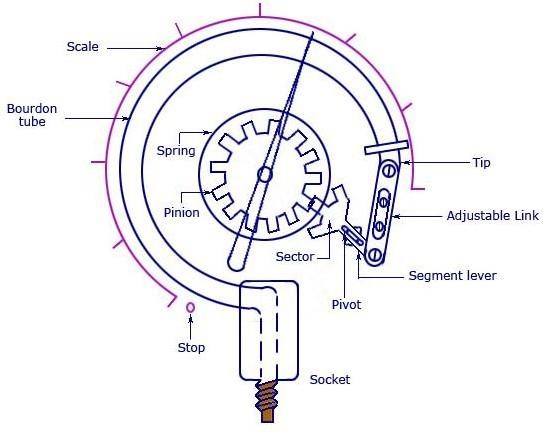 Scale
Bourdon
tube
Spring
Pinion
Tip
Adjustable Link
Sector
Segment lever
Pivot
Stop
Socket